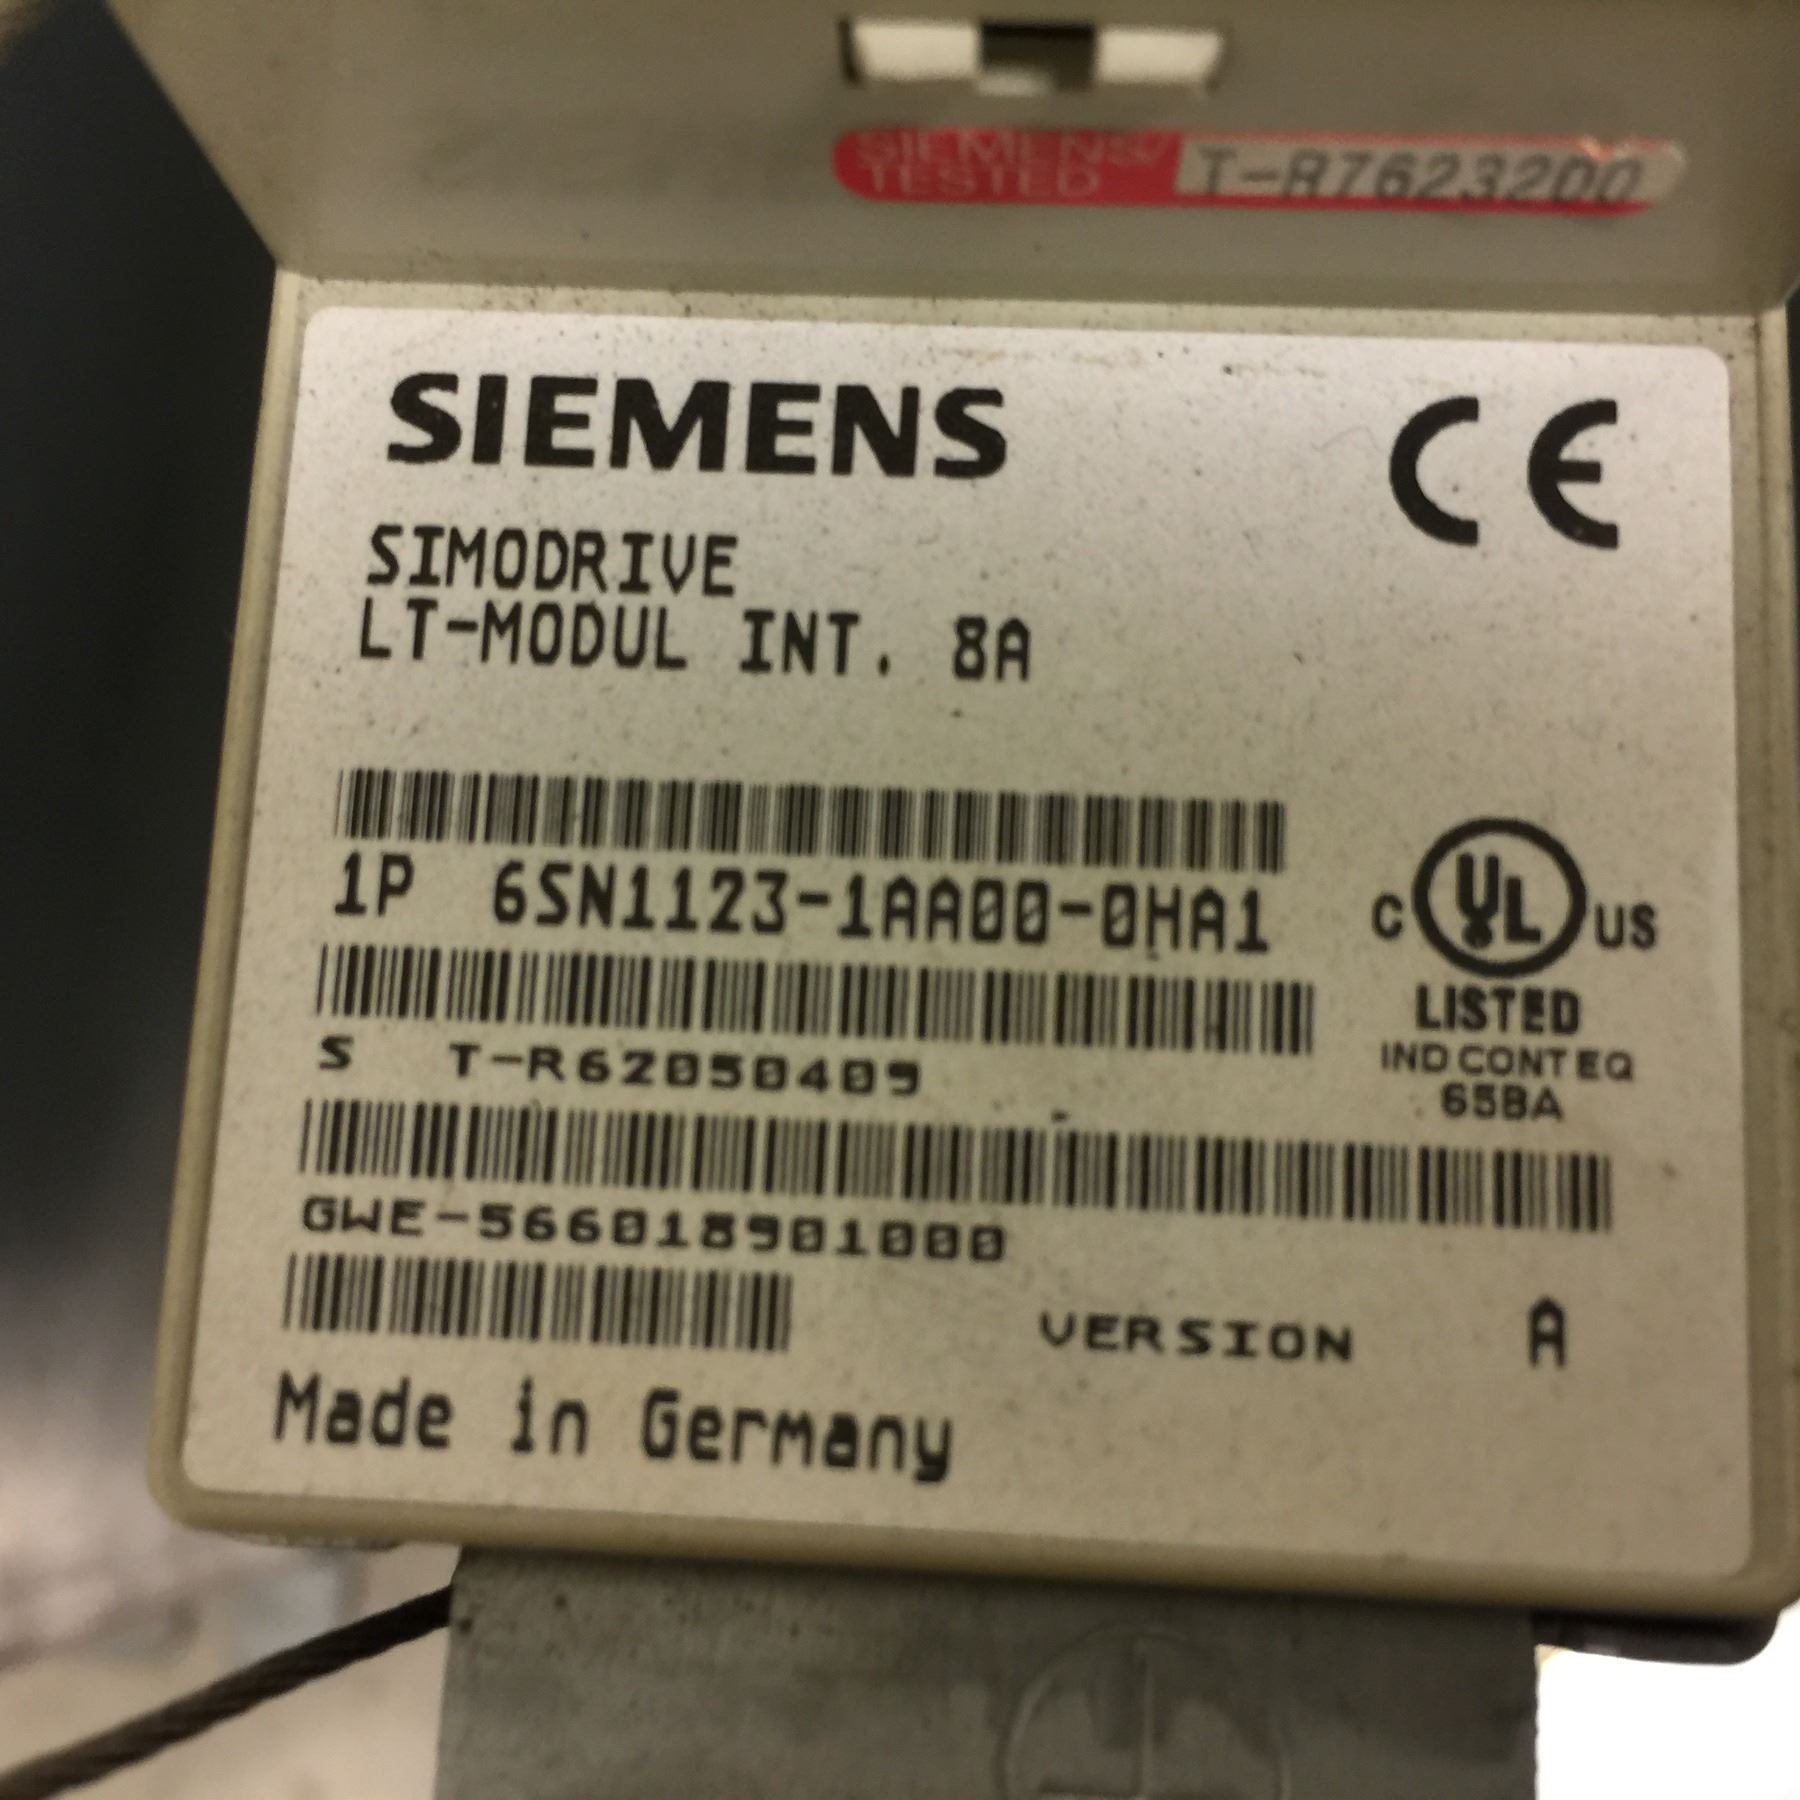 SIEMENS/
TESTED
T-R7623200
SIEMENS
CE
SIMODRIVE
LT-MODUL INT. 8A
1P 6SN1123-1AA00-0HA1
C UL US
LISTED
IND CONT EQ
65BA
S T-R62050409
GWE-566018901000
VERSION A
Made in Germany